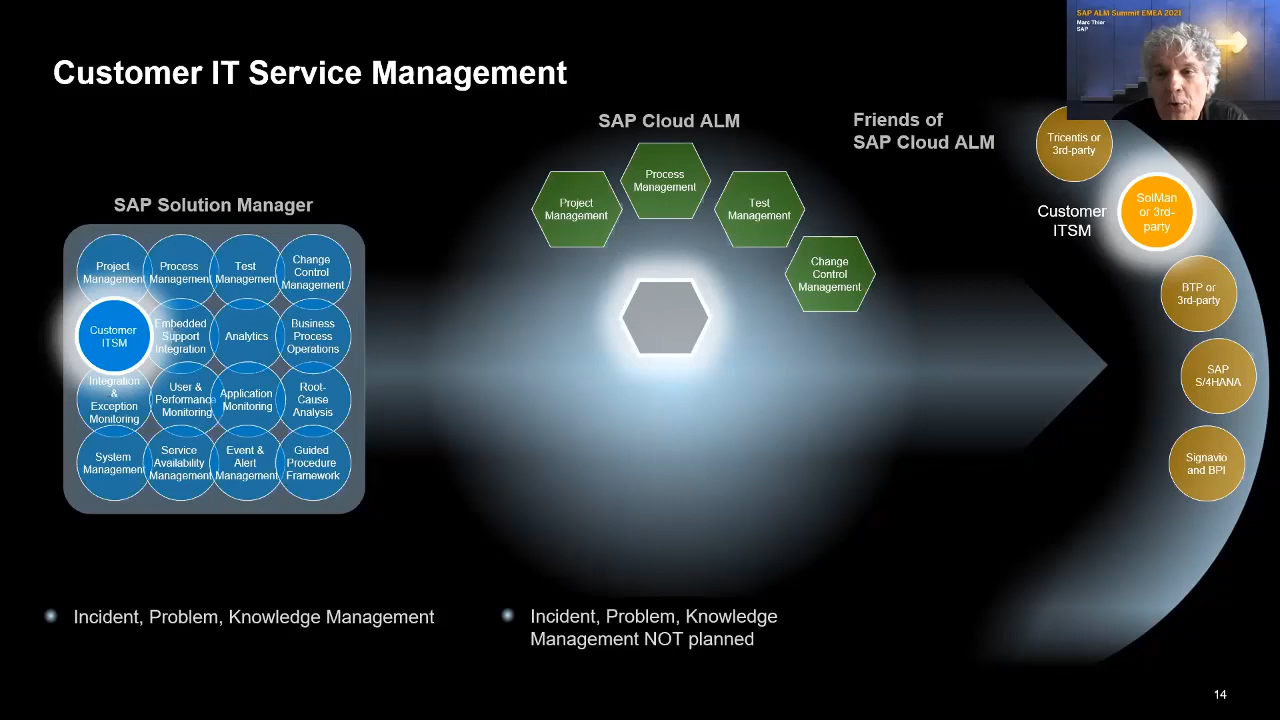 SAP ALM Summit EMEA 2021
Marc Thier
SAP
Customer IT Service Management
SAP Cloud ALM
Friends of
SAP Cloud ALM
Tricentis or
3rd-party
Process
Management
Project
Management
Test
Management
Customer
ITSM
SolMan
or 3rd-
party
SAP Solution Manager
Change
Control
Management
BTP or
3rd-party
Project
Management
Process
Management
Test
Management
Change
Control
Management
Customer
ITSM
Embedded
Support
Integration
Analytics
Business
Process
Operations
SAP
S/4HANA
Integration
&
Exception
Monitoring
User &
Performance
Monitoring
Application
Monitoring
Root-
Cause
Analysis
System
Management
Service
Availability
Management
Event &
Alert
Management
Guided
Procedure
Framework
Signavio
and BPI
Incident, Problem, Knowledge Management
Incident, Problem, Knowledge
Management NOT planned
14